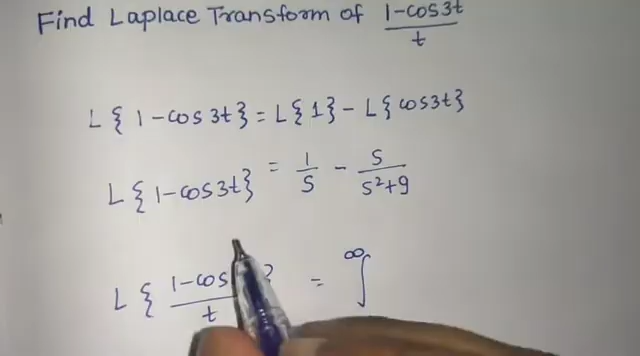 Find Laplace Transform of 1-cos3t/t
L{1-cos3t} = L{1} - L{cos3t}
L{1-cos3t} = 1/s - s/s²+9
L{1-cos }/t = ∫∞